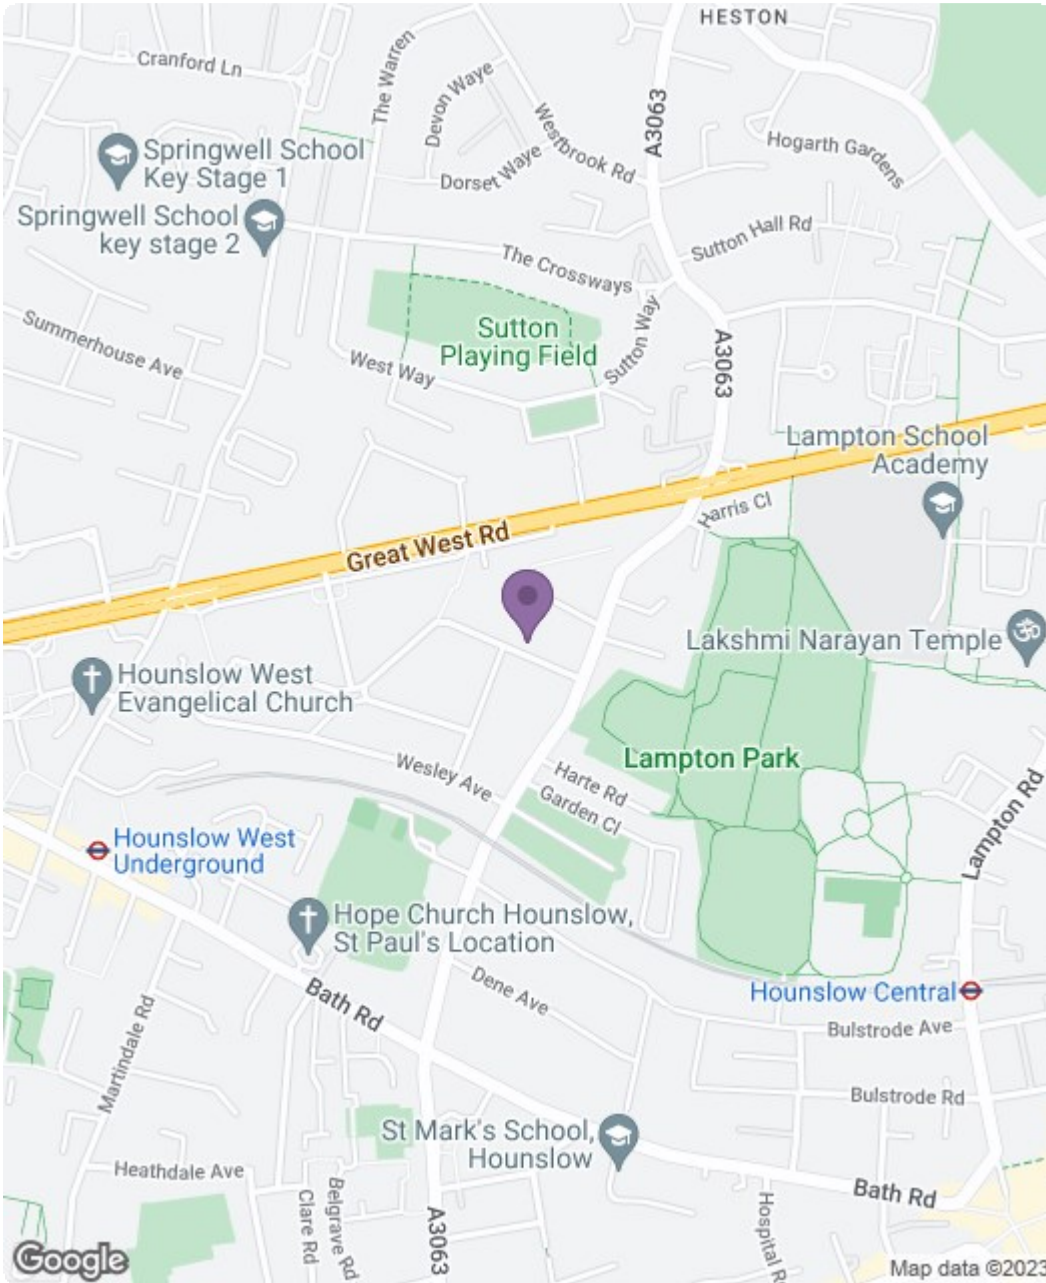 HESTON
Cranford Ln
The Warren
Devon Waye
Westbrook Rd
A3063
Hogarth Gardens
Springwell School
Key Stage 1
Dorset Waye
Springwell School
key stage 2
Sutton Hall Rd
The Crossways
Summerhouse Ave
Sutton
Playing Field
Sutton Way
A3063
West Way
Lampton School
Academy
Harris Cl
Great West Rd
Lakshmi Narayan Temple
Hounslow West
Evangelical Church
Lampton Park
Wesley Ave
Harte Rd
Garden Cl
Lampton Rd
Hounslow West
Underground
Hope Church Hounslow,
St Paul's Location
Bath Rd
Dene Ave
Hounslow Central
Bulstrode Ave
Martindale Rd
Bulstrode Rd
St Mark's School,
Hounslow
Heathdale Ave
Clare Rd
Belgrave Rd
A3063
Hospital R
Bath Rd
Google
Map data ©2023